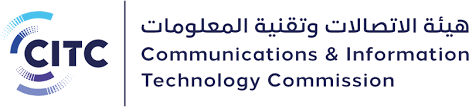 CITC
هيئة الاتصالات وتقنية المعلومات
Communications & Information
Technology Commission